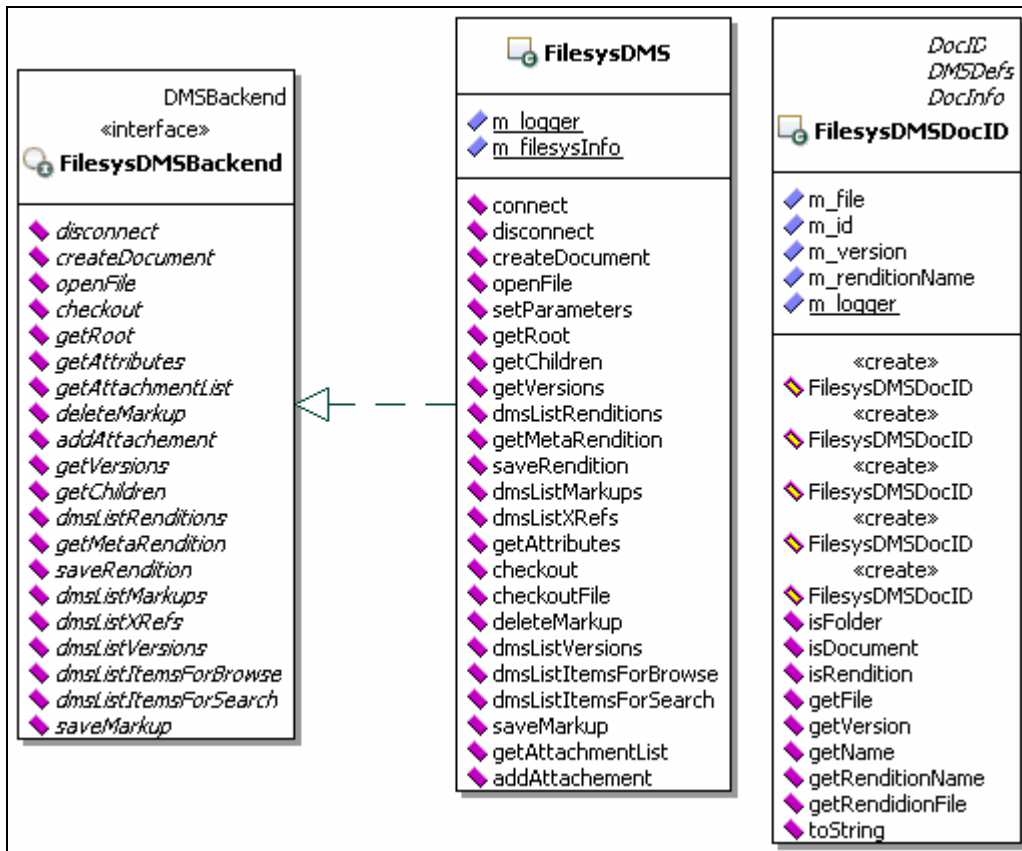 DMSBackend
«interface»
FilesysDMSBackend
disconnect
createDocument
openFile
checkout
getRoot
getAttributes
getAttachmentList
deleteMarkup
addAttachement
getVersions
getChildren
dmsListRenditions
getMetaRendition
saveRendition
dmsListMarkups
dmsListXRefs
dmsListVersions
dmsListItemsForBrowse
dmsListItemsForSearch
saveMarkup
FilesysDMS
m_logger
m_filesysInfo
connect
disconnect
createDocument
openFile
setParameters
getRoot
getChildren
getVersions
dmsListRenditions
getMetaRendition
saveRendition
dmsListMarkups
dmsListXRefs
getAttributes
checkout
checkoutFile
deleteMarkup
dmsListVersions
dmsListItemsForBrowse
dmsListItemsForSearch
saveMarkup
getAttachmentList
addAttachement
DocID
DMSDefs
DocInfo
FilesysDMSDocID
m_file
m_id
m_version
m_renditionName
m_logger
«create»
FilesysDMSDocID
«create»
FilesysDMSDocID
«create»
FilesysDMSDocID
«create»
FilesysDMSDocID
«create»
FilesysDMSDocID
isFolder
isDocument
isRendition
getFile
getVersion
getName
getRenditionName
getRendidionFile
toString